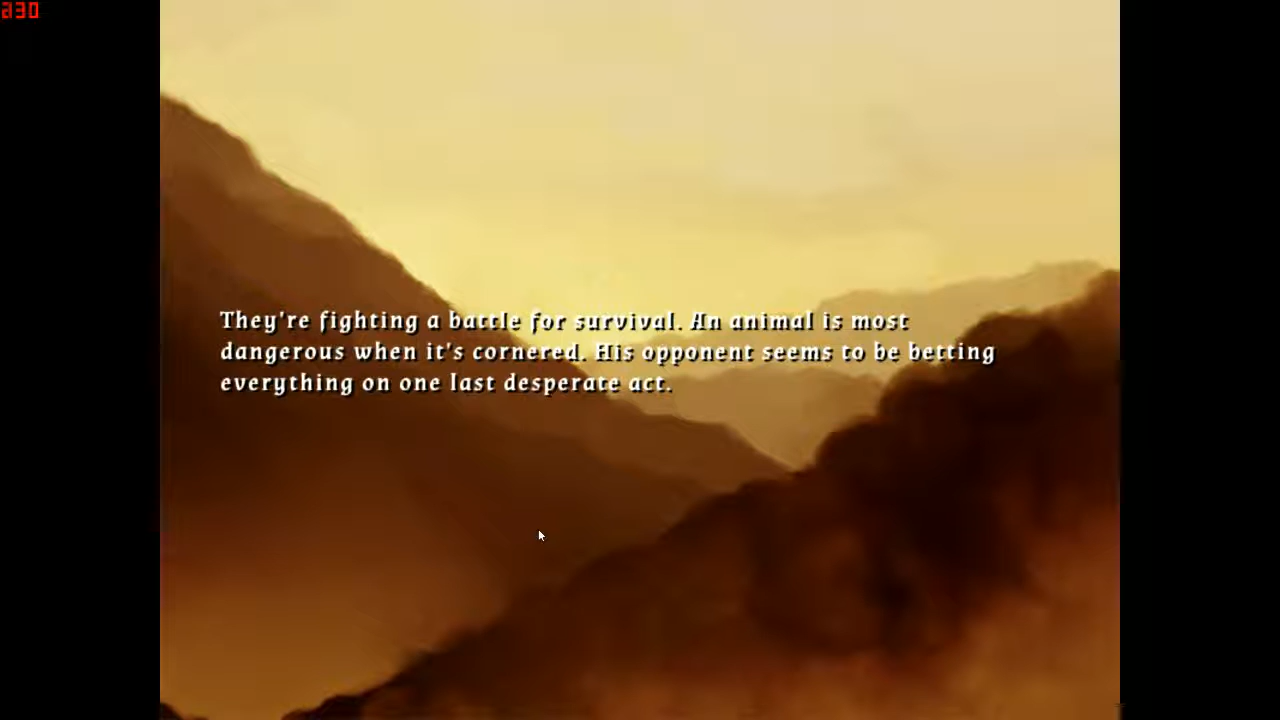 230
They're fighting a battle for survival. An animal is most
dangerous when it's cornered. His opponent seems to be betting
everything on one last desperate act.